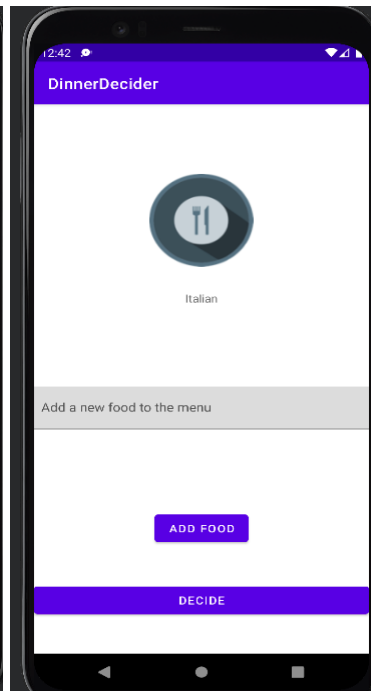 12:42
DinnerDecider
Italian
Add a new food to the menu
ADD FOOD
DECIDE